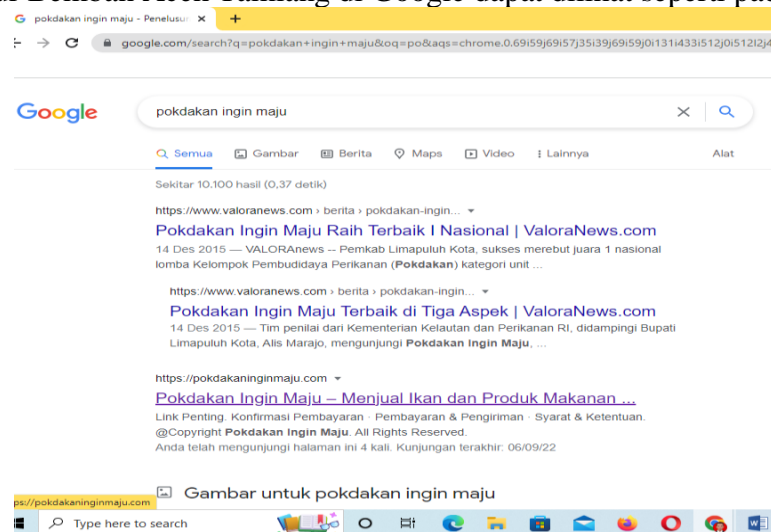 pokdakan ingin maju - Penelusur
google.com/search?q=pokdakan+ingin+maju&oq=po&aqs=chrome.0.69i59j69i57j35i39j69i59j0i131i433i512j0i512l2j4
Google
pokdakan ingin maju
Semua Gambar Berita Maps Video Lainnya Alat
Sekitar 10.100 hasil (0,37 detik)
https://www.valoranews.com › berita › pokdakan-ingin...
Pokdakan Ingin Maju Raih Terbaik I Nasional | ValoraNews.com
14 Des 2015 — VALORAnews -- Pemkab Limapuluh Kota, sukses merebut juara 1 nasional
lomba Kelompok Pembudidaya Perikanan (Pokdakan) kategori unit ...
https://www.valoranews.com › berita › pokdakan-ingin...
Pokdakan Ingin Maju Terbaik di Tiga Aspek | ValoraNews.com
14 Des 2015 — Tim penilai dari Kementerian Kelautan dan Perikanan RI, didampingi Bupati
Limapuluh Kota, Alis Marajo, mengunjungi Pokdakan Ingin Maju, ...
https://pokdakaninginmaju.com
Pokdakan Ingin Maju – Menjual Ikan dan Produk Makanan ...
Link Penting. Konfirmasi Pembayaran · Pembayaran & Pengiriman · Syarat & Ketentuan.
@Copyright Pokdakan Ingin Maju. All Rights Reserved.
Anda telah mengunjungi halaman ini 4 kali. Kunjungan terakhir: 06/09/22
Gambar untuk pokdakan ingin maju
ps://pokdakaninginmaju.com
Type here to search